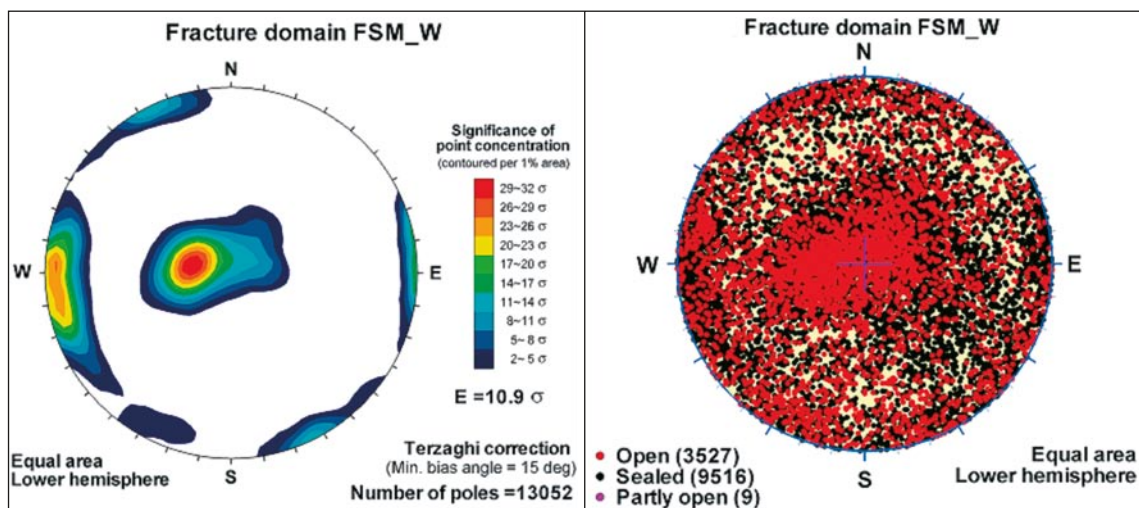 Fracture domain FSM_W
N
W
E
S
Significance of
point concentration
(contoured per 1% area)
29~32 σ
26~29 σ
23~26 σ
20~23 σ
17~20 σ
14~17 σ
11~14 σ
8~11 σ
5~ 8 σ
2~ 5 σ
E =10.9 σ
Equal area
Lower hemisphere
Terzaghi correction
(Min. bias angle = 15 deg)
Number of poles =13052
Fracture domain FSM_W
N
W
E
S
Open (3527)
Sealed (9516)
Partly open (9)
Equal area
Lower hemisphere